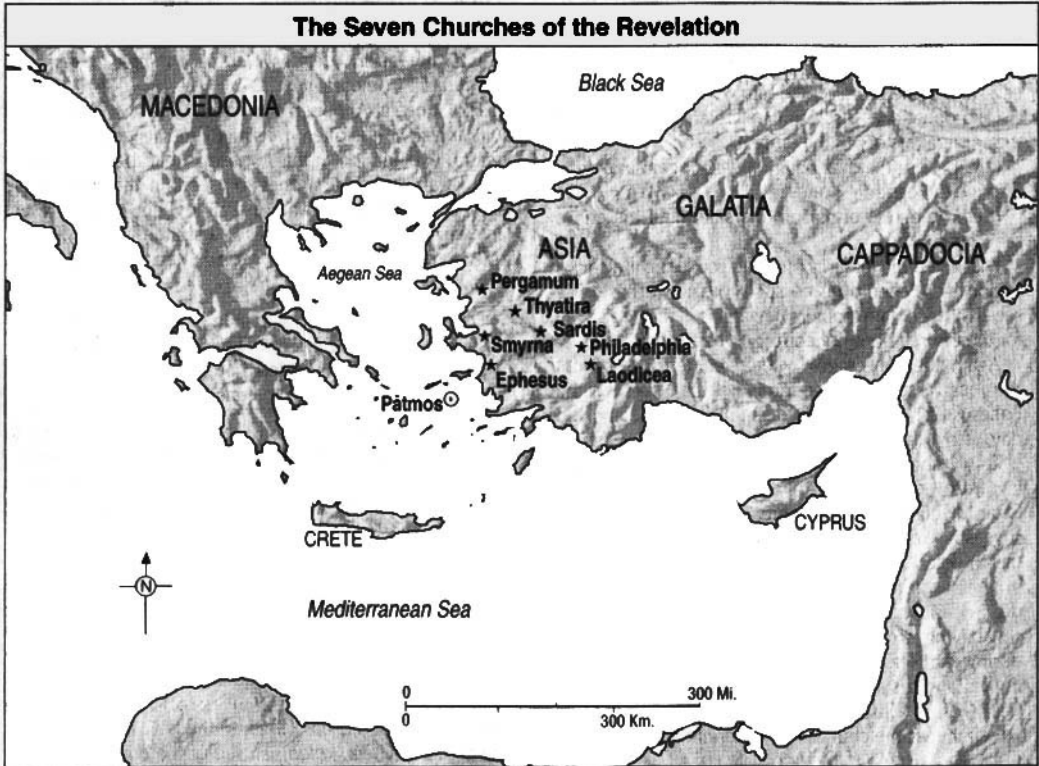 The Seven Churches of the Revelation
Black Sea
MACEDONIA
GALATIA
ASIA
CAPPADOCIA
Aegean Sea
Pergamum
Thyatira
Sardis
Smyrna
Philadelphia
Ephesus
Laodicea
Patmos
CYPRUS
CRETE
N
Mediterranean Sea
0 300 Mi.
0 300 Km.